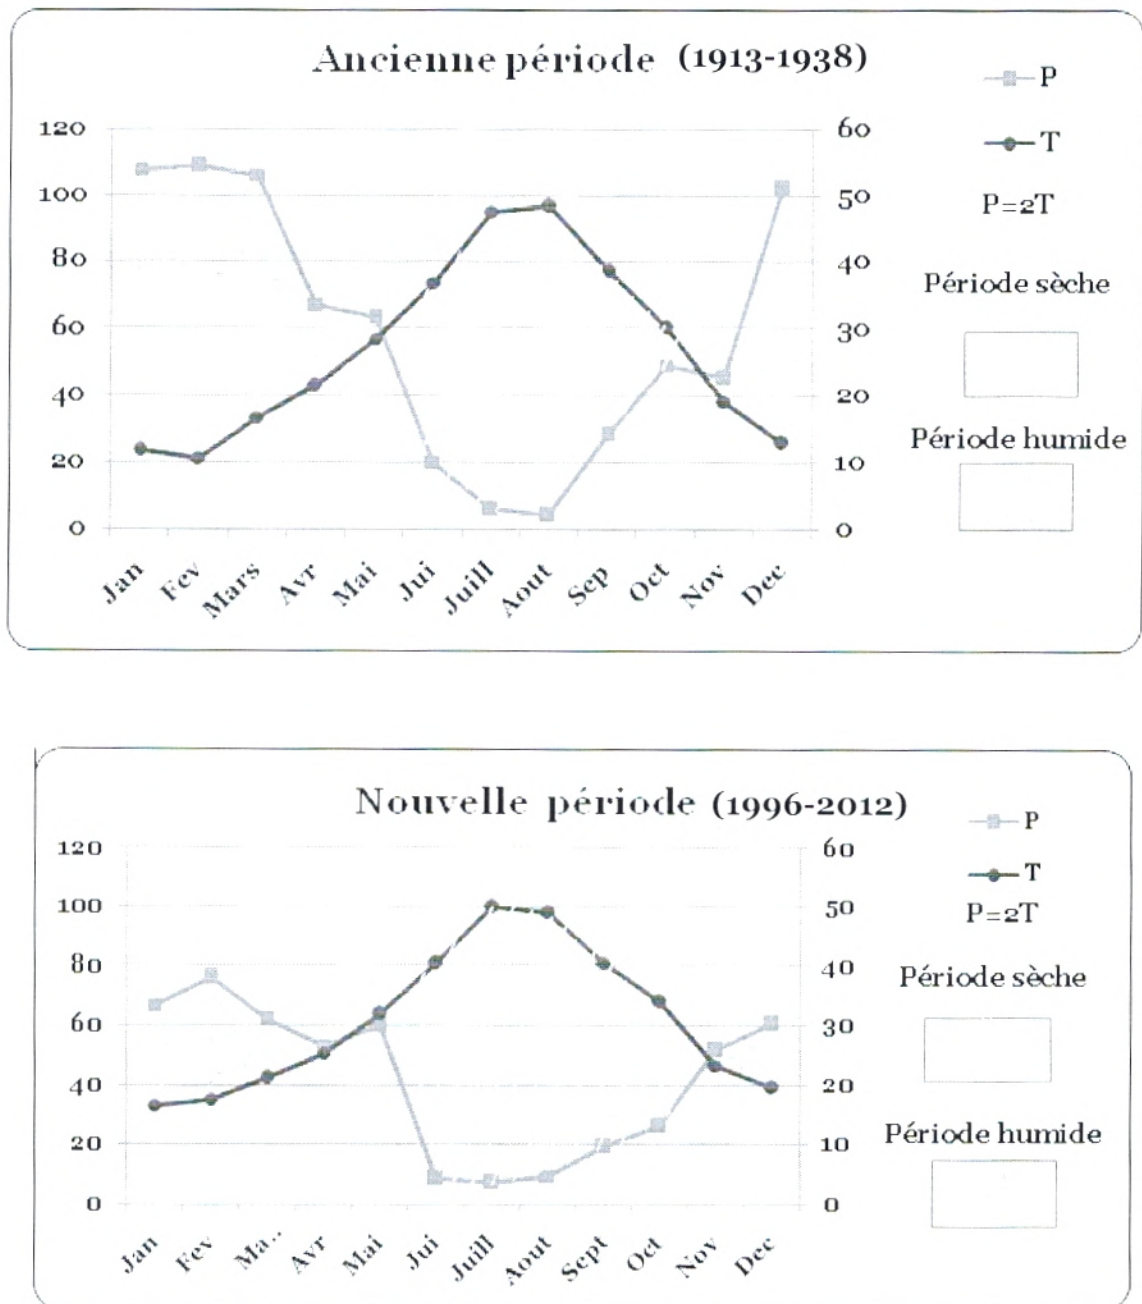 Ancienne période (1913-1938)
P
T
P=2T
Période sèche
Période humide
120
100
80
60
40
20
0
60
50
40
30
20
10
0
Jan
Fev
Mars
Avr
Mai
Jui
Juill
Aout
Sep
Oct
Nov
Dec
Nouvelle période (1996-2012)
P
T
P=2T
Période sèche
Période humide
120
100
80
60
40
20
0
60
50
40
30
20
10
0
Jan
Fev
Ma..
Avr
Mai
Jui
Juill
Aout
Sept
Oct
Nov
Dec